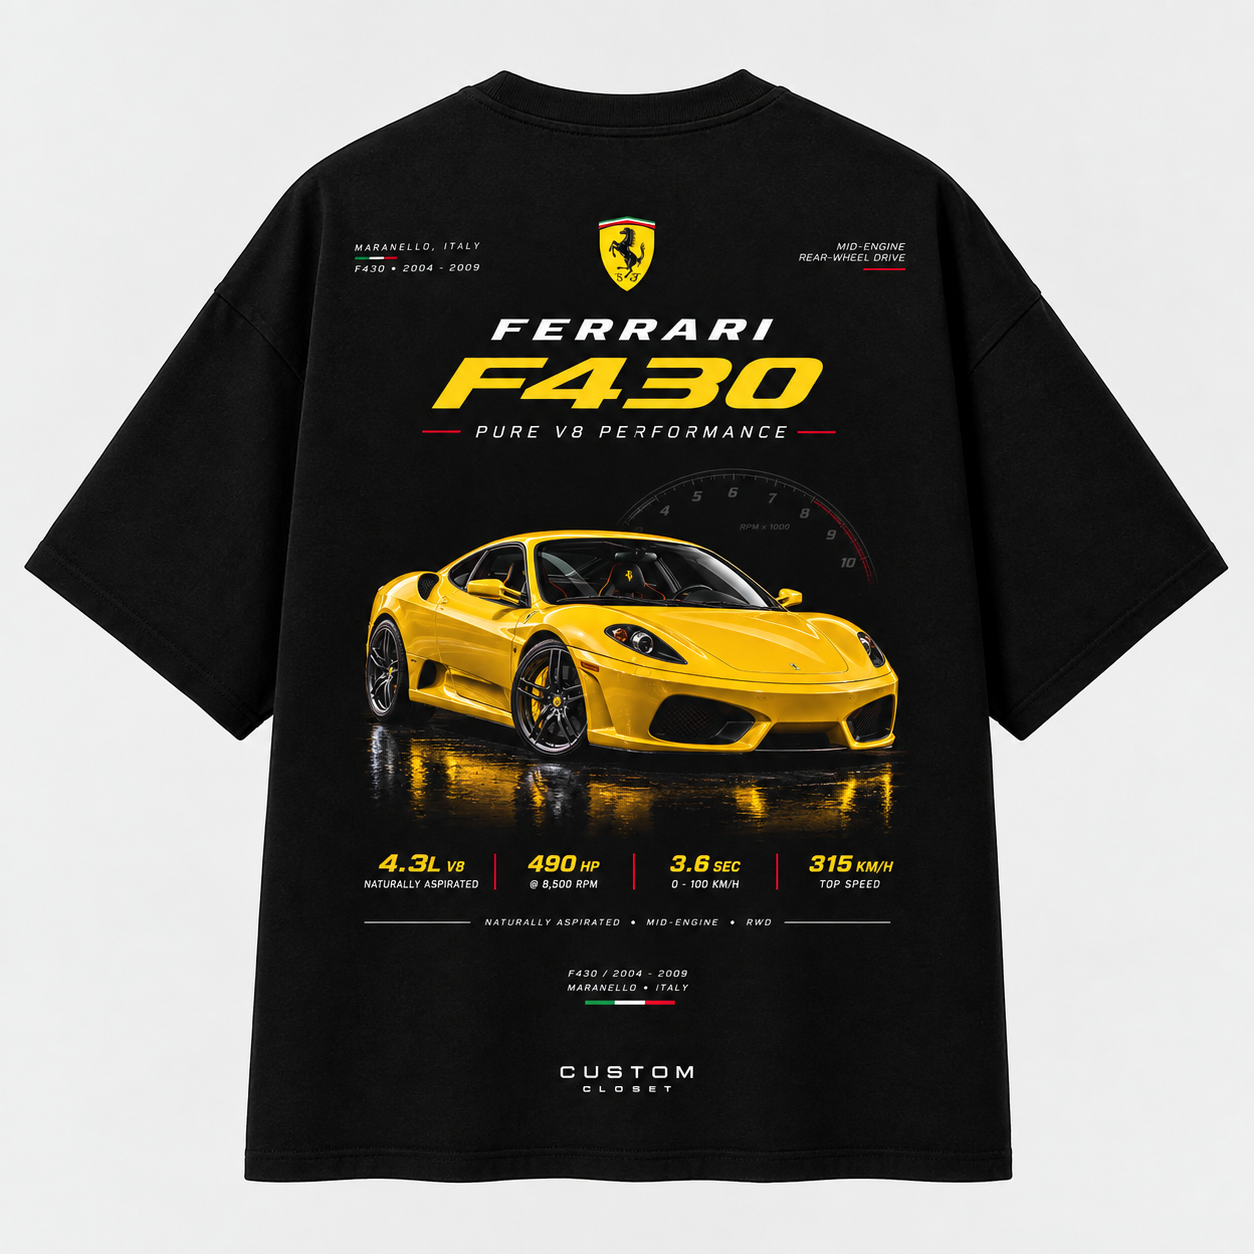 MARANELLO, ITALY
F430 • 2004 - 2009
MID-ENGINE
REAR-WHEEL DRIVE
S F
FERRARI
F430
PURE V8 PERFORMANCE
4 5 6 7 8 9 10
RPM x 1000
4.3L V8
NATURALLY ASPIRATED
490 HP
@ 8,500 RPM
3.6 SEC
0 - 100 KM/H
315 KM/H
TOP SPEED
NATURALLY ASPIRATED • MID-ENGINE • RWD
F430 / 2004 - 2009
MARANELLO • ITALY
CUSTOM
CLOSET